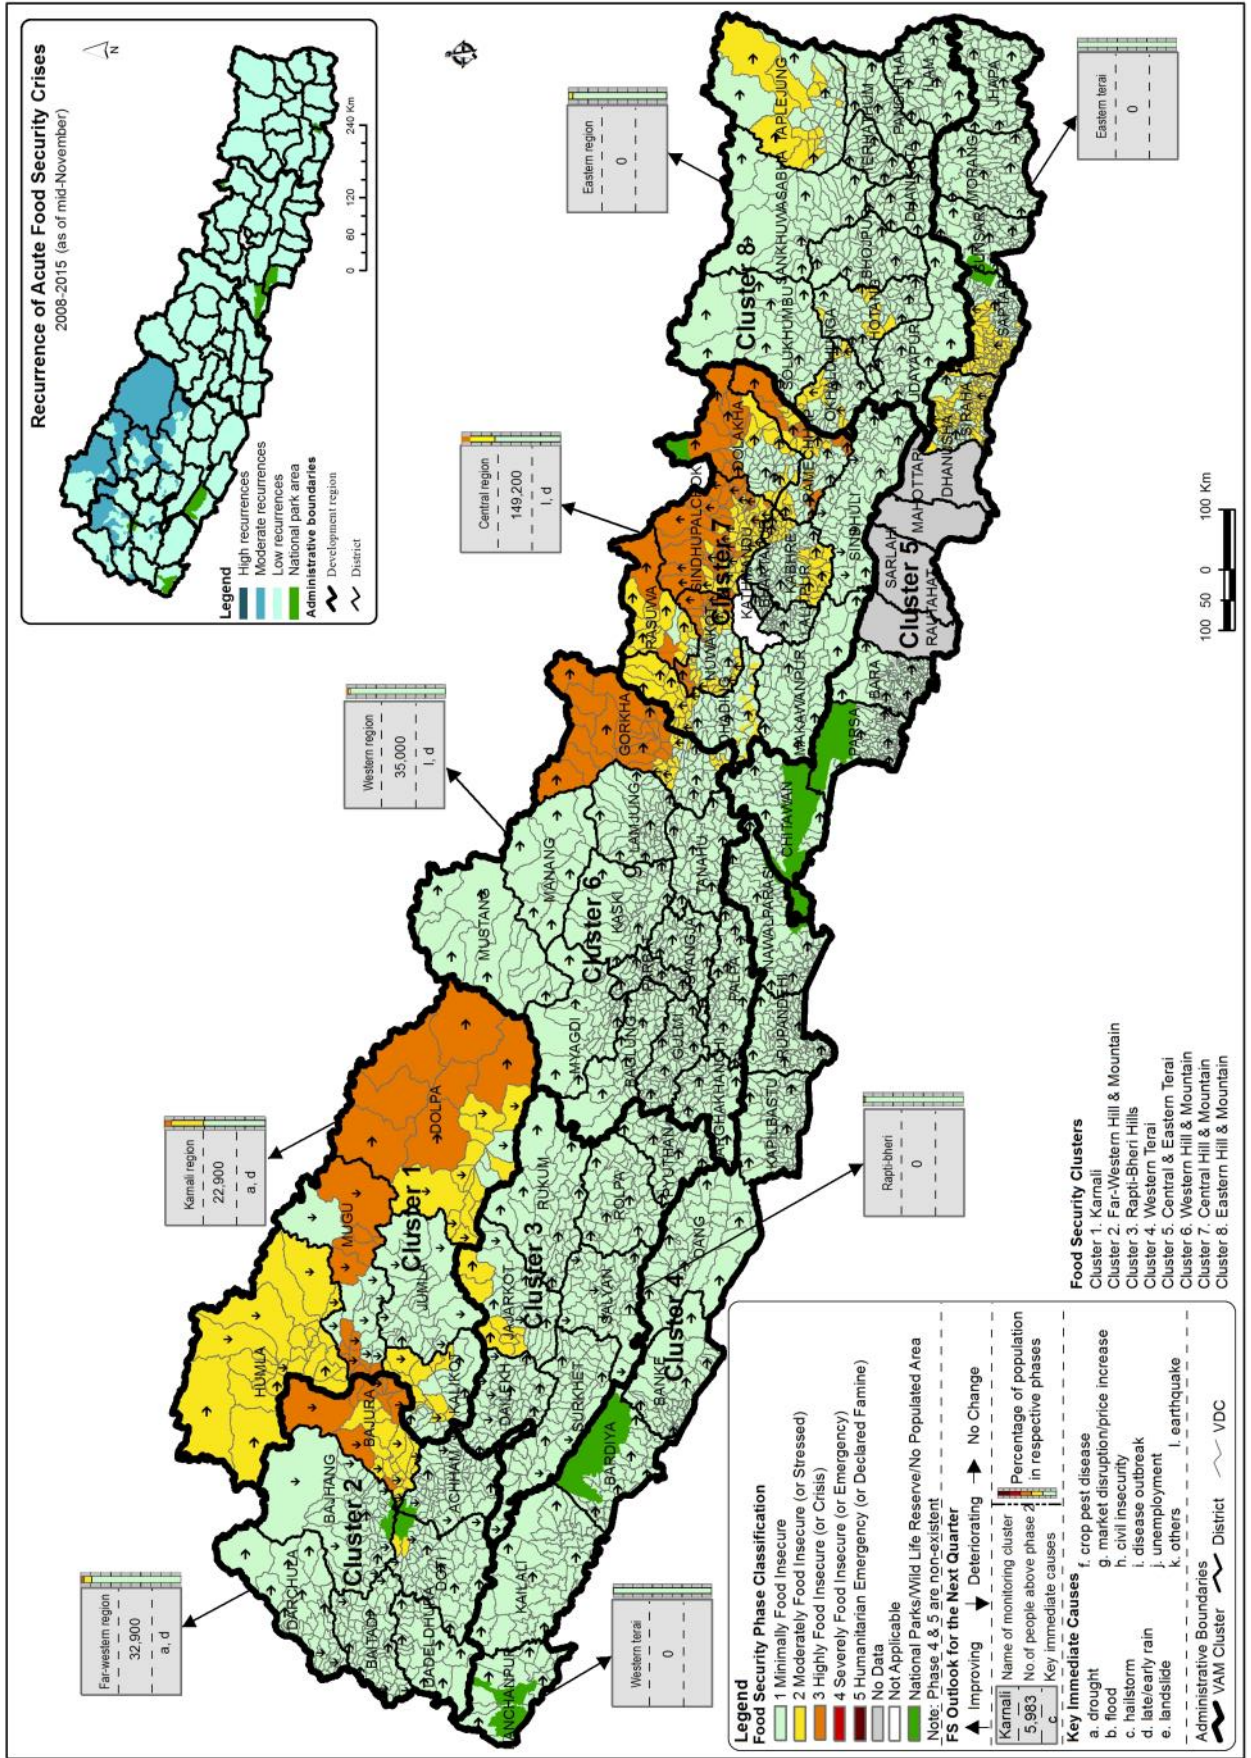 Recurrence of Acute Food Security Crises
2008-2015 (as of mid-November)
N
Legend
High recurrences
Moderate recurrences
Low recurrences
National park area
Administrative boundaries
Development region
District
0 60 120 240 Km
Far-western region
32,900
a, d
Karnali region
22,900
a, d
Western region
35,000
l, d
Central region
149,200
l, d
Eastern region
0
Western terai
0
Rapti-bheri
0
Eastern terai
0
Cluster 1
Cluster 2
Cluster 3
Cluster 4
Cluster 5
Cluster 6
Cluster 7
Cluster 8
DARCHULA
BAJHANG
BAITADI
DADELDHURA
DOTI
ACHHAM
BAJURA
KAILALI
HUMLA
MUGU
DOLPA
JUMLA
KALIKOT
JAJARKOT
DAILEKH
SURKHET
SALYAN
RUKUM
ROLPA
PYUTHAN
BARDIYA
BANKE
DANG
MUSTANG
MANANG
MYAGDI
KASKI
LAMJUNG
GORKHA
BAGLUNG
PARBAT
GULMI
SYANGJA
TANAHU
PALPA
ARGHAKHANCHI
KAPILBASTU
RUPANDEHI
NAWALPARASI
CHITAWAN
RASUWA
NUWAKOT
DHADING
SINDHUPALCHOK
DOLAKHA
RAMECHHAP
KABHRE
LALITPUR
MAKAWANPUR
SINDHULI
PARSA
BARA
RAUTAHAT
SARLAHI
MAHOTTARI
DHANUSHA
SIRAHA
SAPTARI
SUNSARI
MORANG
JHAPA
SOLUKHUMBU
SANKHUWASABHA
TAPLEJUNG
OKHALDHUNGA
KHOTANG
BHOJPUR
UDAYAPUR
DHANKUTA
TERHATHUM
PANCHTHAR
ILAM
100 50 0 100 Km
Legend
Food Security Phase Classification
1 Minimally Food Insecure
2 Moderately Food Insecure (or Stressed)
3 Highly Food Insecure (or Crisis)
4 Severely Food Insecure (or Emergency)
5 Humanitarian Emergency (or Declared Famine)
No Data
Not Applicable
National Parks/Wild Life Reserve/No Populated Area
Note: Phase 4 & 5 are non-existent
FS Outlook for the Next Quarter
Improving Deteriorating No Change
Karnali Name of monitoring cluster
5,983 No of people above phase 2
c Key immediate causes
Percentage of population
in respective phases
Key Immediate Causes
a. drought
b. flood
c. hailstorm
d. late/early rain
e. landslide
f. crop pest disease
g. market disruption/price increase
h. civil insecurity
i. disease outbreak
j. unemployment
k. others l. earthquake
Administrative Boundaries
VAM Cluster District VDC
Food Security Clusters
Cluster 1. Karnali
Cluster 2. Far-Western Hill & Mountain
Cluster 3. Rapti-Bheri Hills
Cluster 4. Western Terai
Cluster 5. Central & Eastern Terai
Cluster 6. Western Hill & Mountain
Cluster 7. Central Hill & Mountain
Cluster 8. Eastern Hill & Mountain